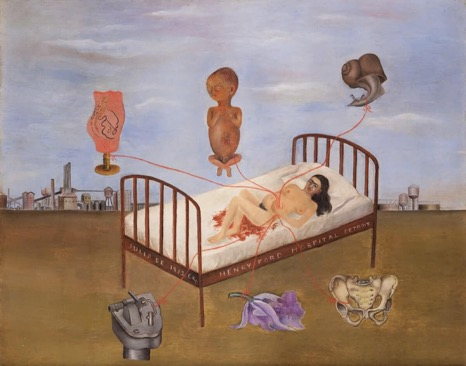 JULIO DE 1932 F.K.
HENRY FORD HOSPITAL DETROIT